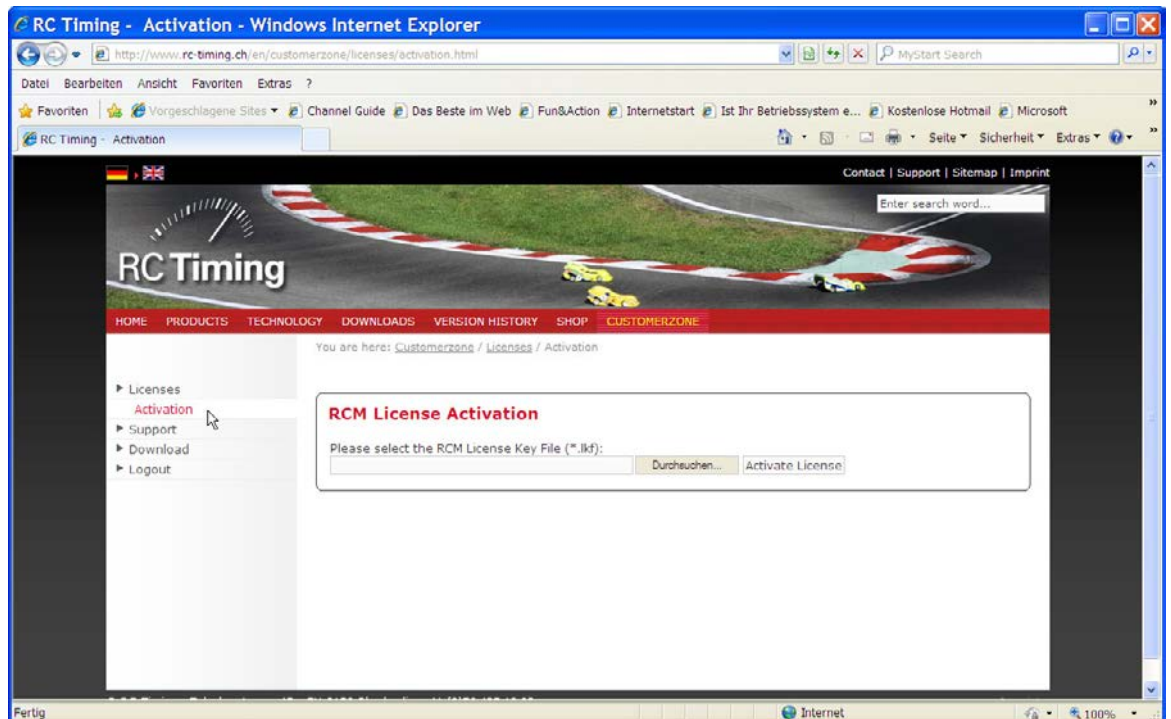 RC Timing - Activation - Windows Internet Explorer
http://www.rc-timing.ch/en/customerzone/licenses/activation.html
MyStart Search
Datei Bearbeiten Ansicht Favoriten Extras ?
Favoriten Vorgeschlagene Sites Channel Guide Das Beste im Web Fun&Action Internetstart Ist Ihr Betriebssystem e... Kostenlose Hotmail Microsoft »
RC Timing - Activation
Seite Sicherheit Extras »
Contact | Support | Sitemap | Imprint
Enter search word...
RC Timing
HOME PRODUCTS TECHNOLOGY DOWNLOADS VERSION HISTORY SHOP CUSTOMERZONE
You are here: Customerzone / Licenses / Activation
Licenses
Activation
Support
Download
Logout
RCM License Activation
Please select the RCM License Key File (*.lkf):
Durchsuchen... Activate License
Fertig
Internet
100%